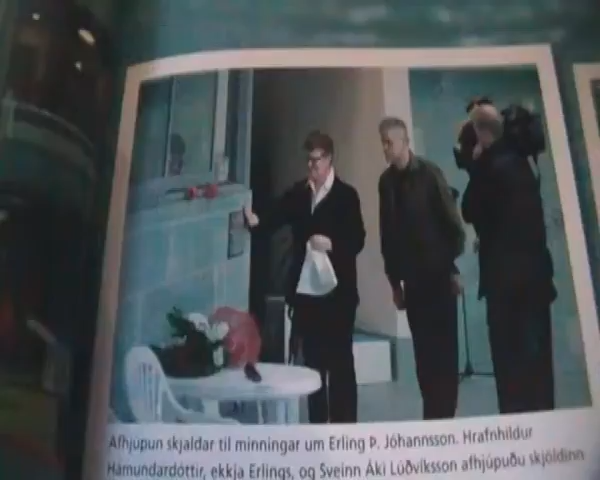 Afhjúpun skjaldar til minningar um Erling Þ. Jóhannsson. Hrafnhildur
Hámundardóttir, ekkja Erlings, og Sveinn Áki Lúðvíksson afhjúpuðu skjöldinn